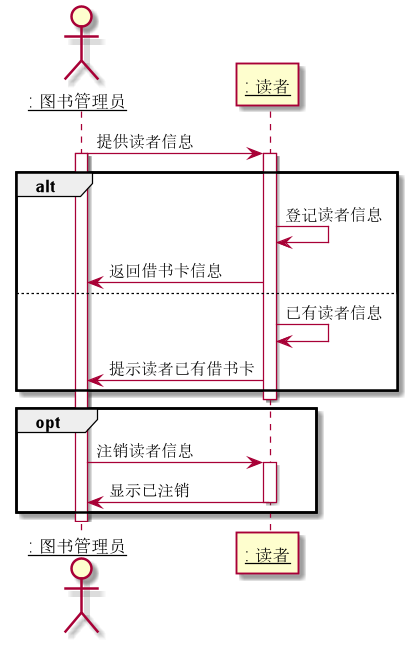 : 图书管理员
: 读者
提供读者信息
alt
登记读者信息
返回借书卡信息
已有读者信息
提示读者已有借书卡
opt
注销读者信息
显示已注销
: 图书管理员
: 读者